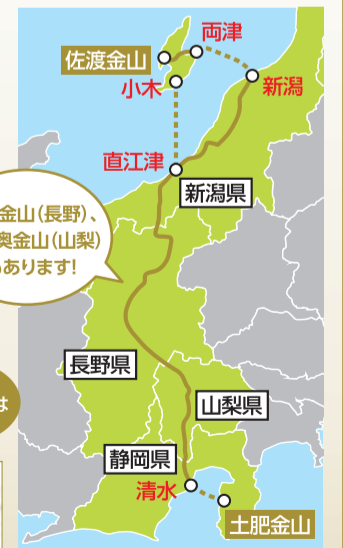 両津
佐渡金山
小木
新潟
直江津
新潟県
金山(長野)、
奥金山(山梨)
あります!
長野県
は
山梨県
静岡県
清水
土肥金山